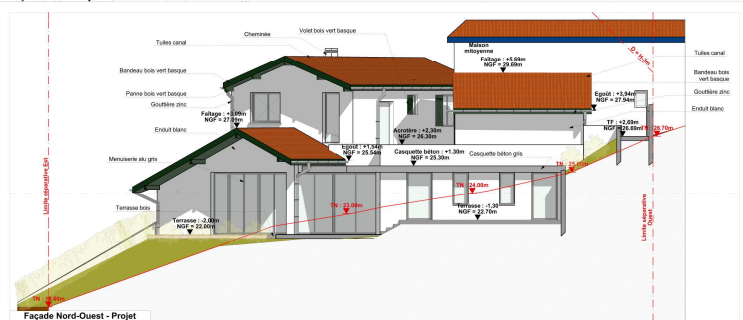 Cheminée
Volet bois vert basque
Tuiles canal
Bandeau bois
vert basque
Panne bois vert basque
Gouttière zinc
Faîtage : +3,09m
Enduit blanc
Menuiserie alu gris
Terrasse bois
Limite séparative Est
Terrasse : -2.00m
NGF = 22.00m
TN : 23.00m
Egout : +1,54m
NGF = 25.54m
Acrotère : +2,30m
NGF = 26.30m
Casquette béton : +1.30m
NGF = 25.30m
Casquette béton gris
TN : 24.00m
Terrasse : -1,30
NGF = 22.70m
Maison
mitoyenne
Faîtage : +5,69m
NGF = 29.69m
Tuiles canal
Bandeau bois
vert basque
Gouttière zinc
Enduit blanc
Egoût : +3,94m
NGF = 27.94m
TF : +2,69m
NGF = 26.69m
Limite séparative
Ouest
Façade Nord-Ouest - Projet